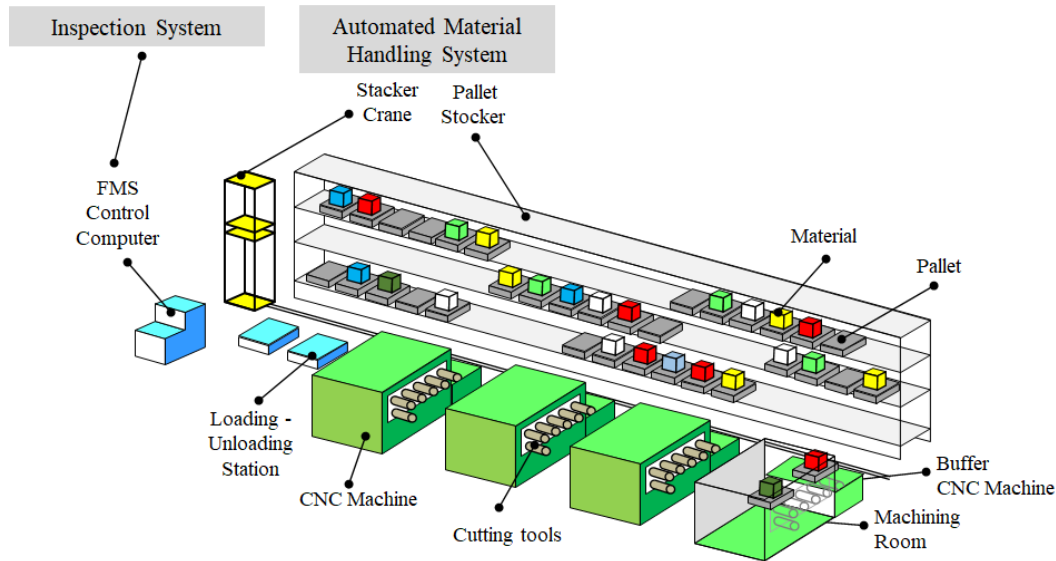 Inspection System
Automated Material
Handling System
Stacker
Crane
Pallet
Stocker
FMS
Control
Computer
Material
Pallet
Loading -
Unloading
Station
CNC Machine
Cutting tools
Buffer
CNC Machine
Machining
Room